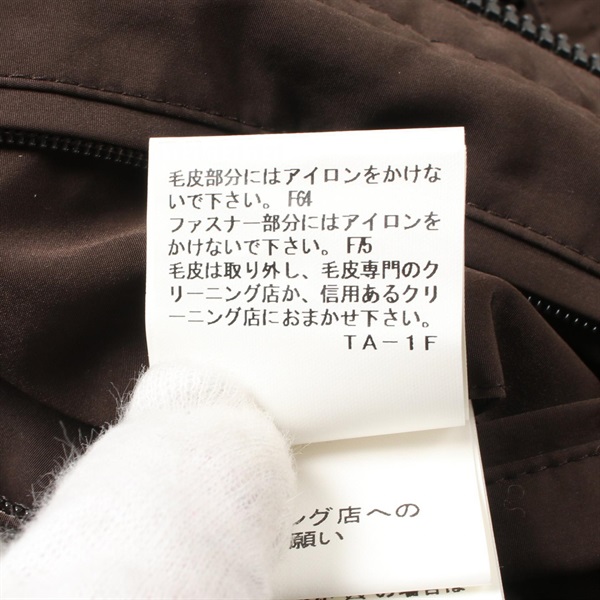 毛皮部分にはアイロンをかけな
いで下さい。F64
ファスナー部分にはアイロンを
かけないで下さい。F75
毛皮は取り外し、毛皮専門のク
リーニング店か、信用あるクリ
ーニング店におまかせ下さい。
TA-1F
ング店への
願い
の場合は